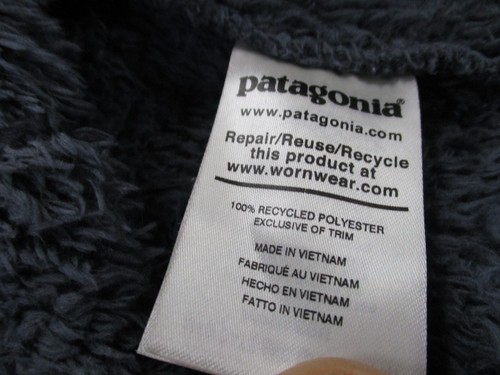 patagonia®
www.patagonia.com
Repair/Reuse/Recycle
this product at
www.wornwear.com
100% RECYCLED POLYESTER
EXCLUSIVE OF TRIM
MADE IN VIETNAM
FABRIQUÉ AU VIETNAM
HECHO EN VIETNAM
FATTO IN VIETNAM